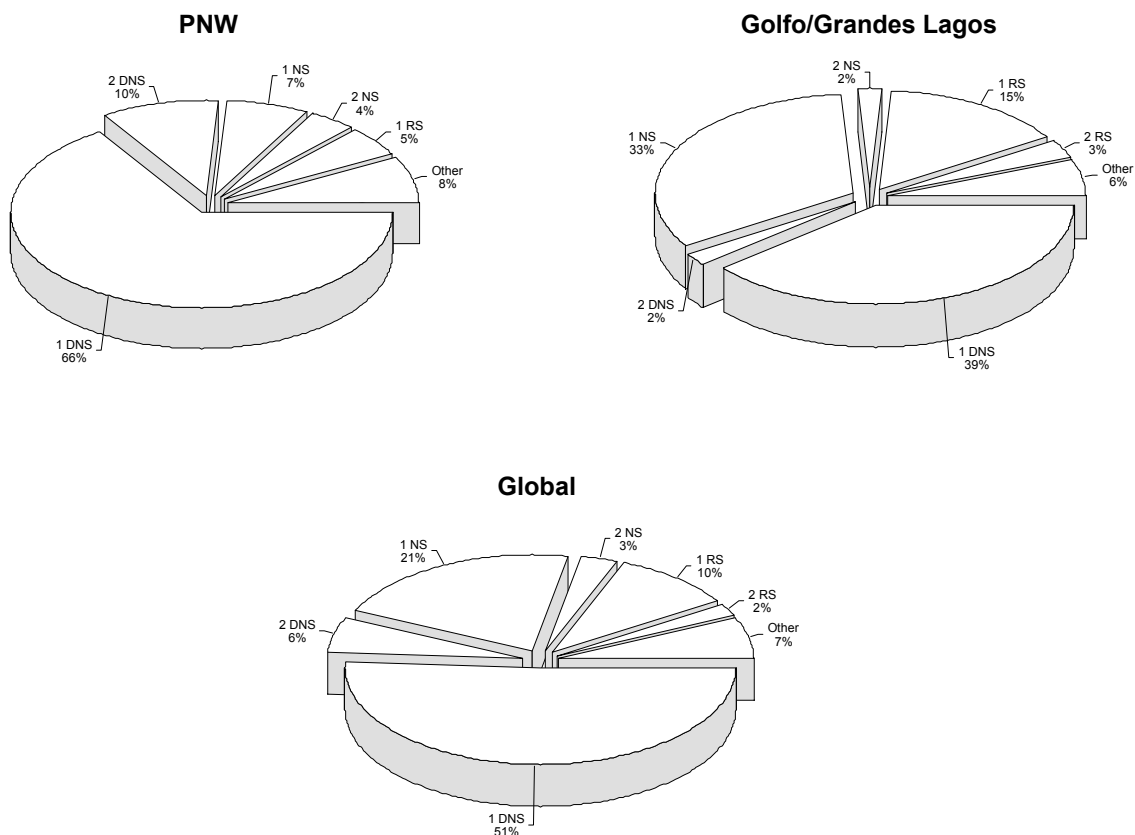 PNW
2 DNS
10%
1 NS
7%
2 NS
4%
1 RS
5%
Other
8%
1 DNS
66%
Golfo/Grandes Lagos
2 NS
2%
1 RS
15%
1 NS
33%
2 RS
3%
Other
6%
2 DNS
2%
1 DNS
39%
Global
2 NS
3%
1 NS
21%
1 RS
10%
2 RS
2%
2 DNS
6%
Other
7%
1 DNS
51%